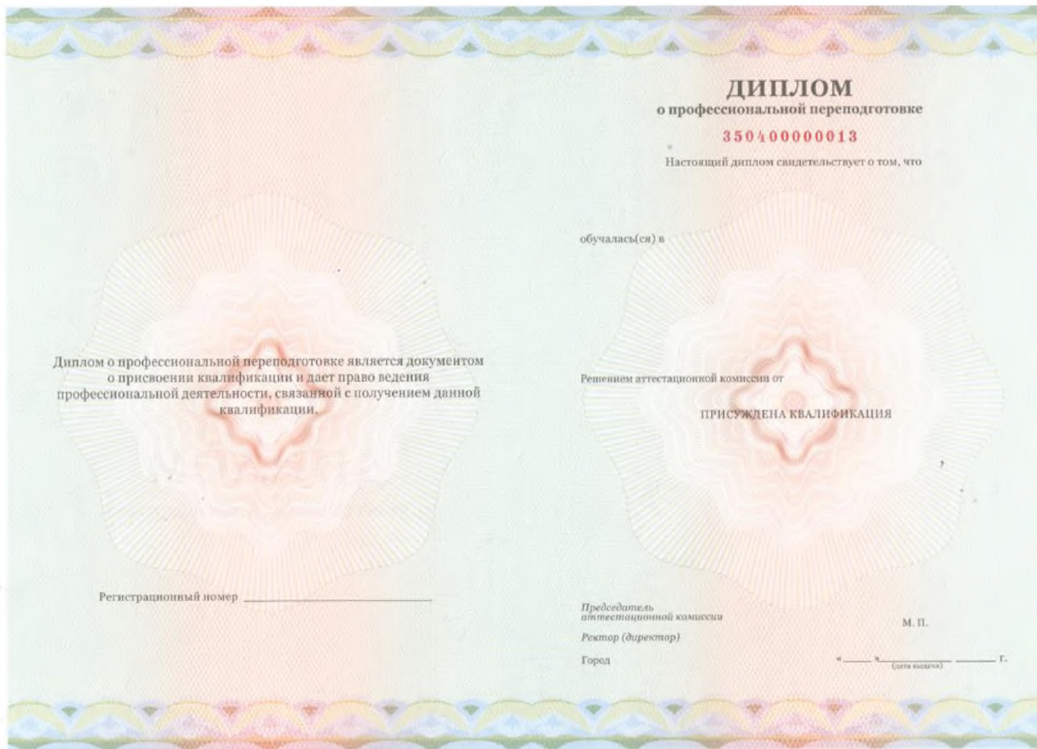 Диплом о профессиональной переподготовке является документом
о присвоении квалификации и дает право ведения
профессиональной деятельности, связанной с получением данной
квалификации.
Регистрационный номер
ДИПЛОМ
о профессиональной переподготовке
350400000013
Настоящий диплом свидетельствует о том, что
обучалась(ся) в
Решением аттестационной комиссии от
ПРИСУЖДЕНА КВАЛИФИКАЦИЯ
Председатель
аттестационной комиссии
М. П.
Ректор (директор)
Город
« » г.
(дата выдачи)